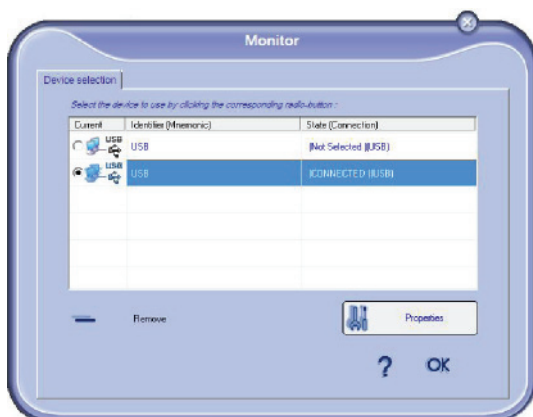 Monitor
Device selection
Select the device to use by clicking the corresponding radio-button :
Current Identifier (Mnemonic) State (Connection)
USB USB (Not Selected )(USB)
USB USB (CONNECTED )(USB)
Remove Properties
? OK